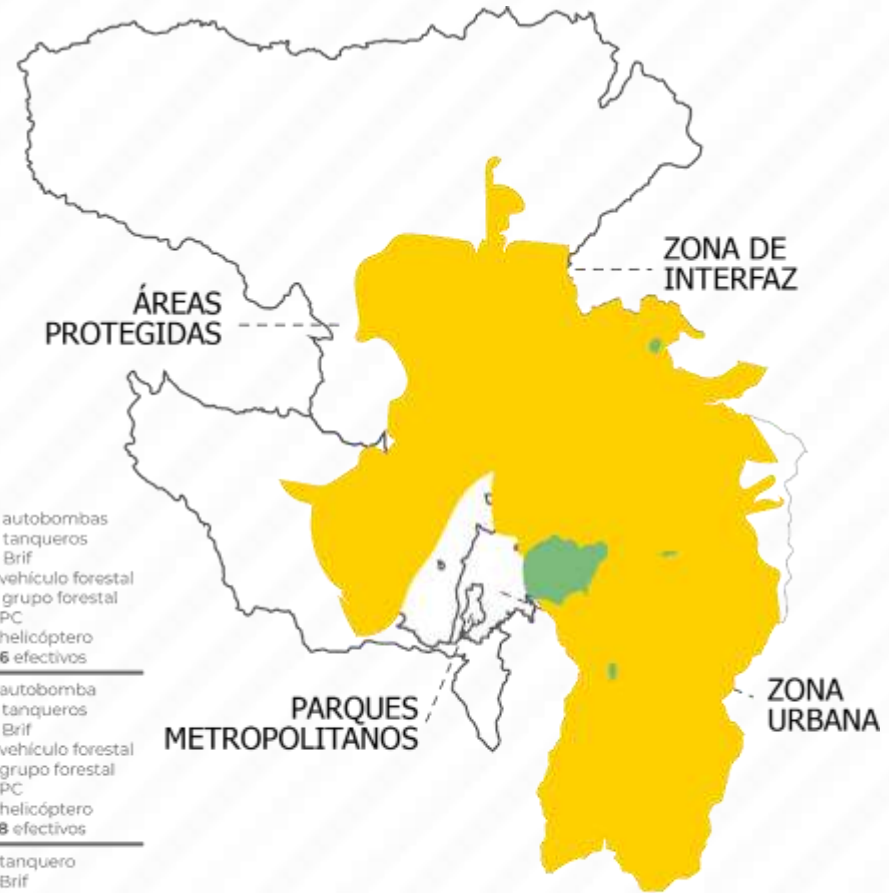 ZONA DE
INTERFAZ
ÁREAS
PROTEGIDAS
autobombas
tanqueros
Brif
vehículo forestal
grupo forestal
PC
helicóptero
6 efectivos
autobomba
tanqueros
Brif
vehículo forestal
grupo forestal
PC
helicóptero
8 efectivos
tanquero
Brif
PARQUES
METROPOLITANOS
ZONA
URBANA